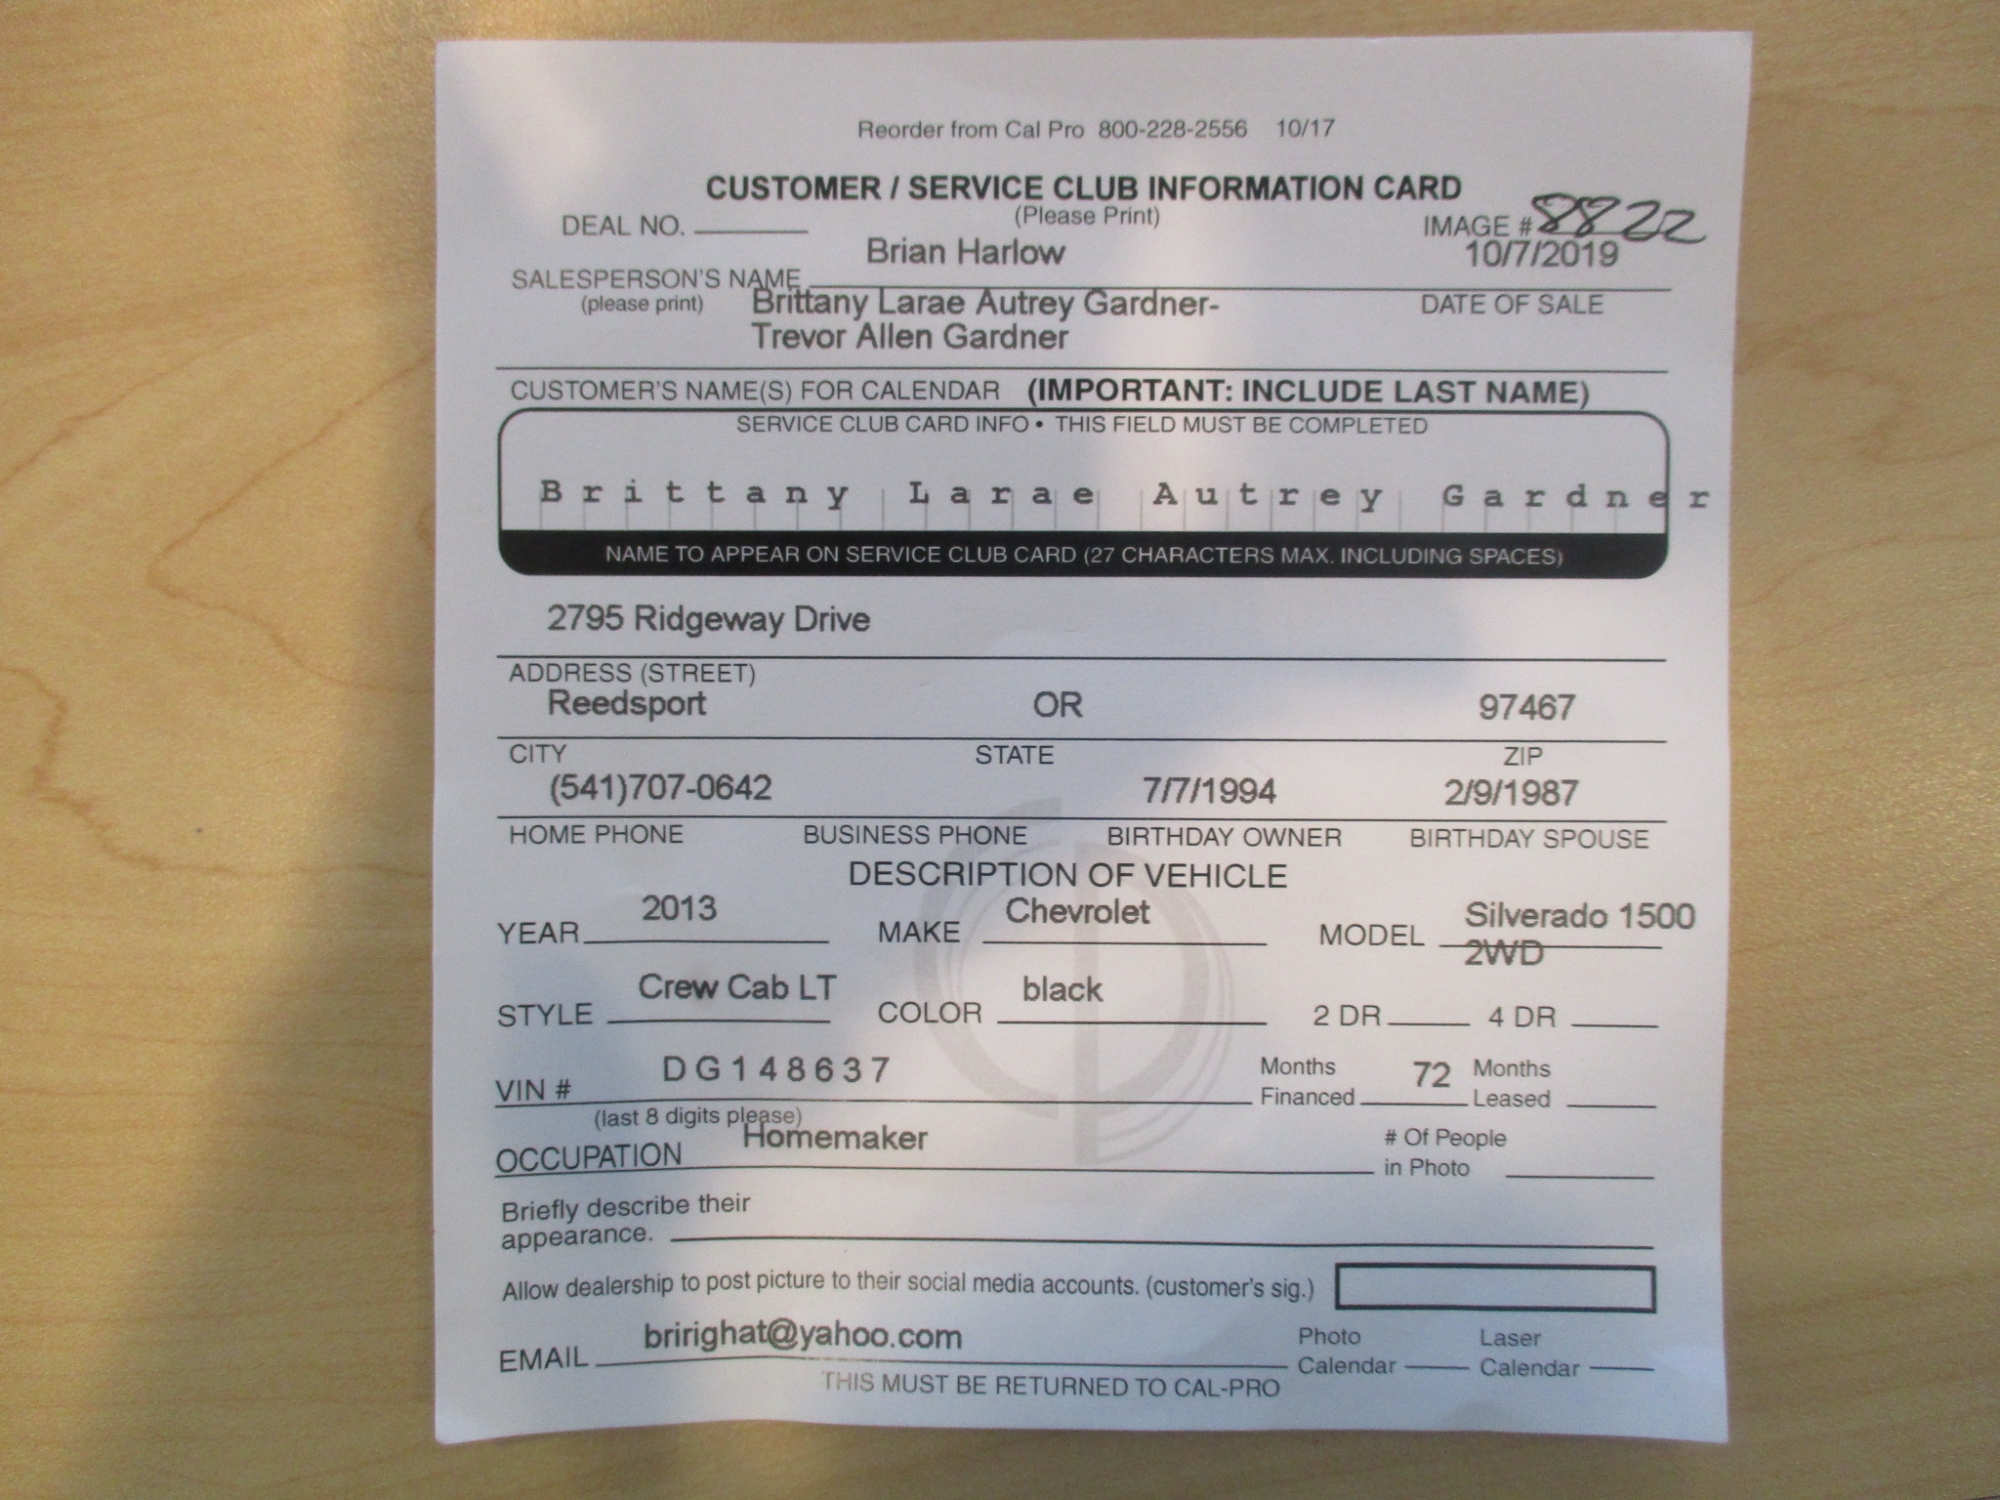 Reorder from Cal Pro 800-228-2556 10/17
CUSTOMER / SERVICE CLUB INFORMATION CARD
(Please Print)
DEAL NO. IMAGE # 8822
Brian Harlow 10/7/2019
SALESPERSON'S NAME
(please print) DATE OF SALE
Brittany Larae Autrey Gardner-
Trevor Allen Gardner
CUSTOMER'S NAME(S) FOR CALENDAR (IMPORTANT: INCLUDE LAST NAME)
SERVICE CLUB CARD INFO • THIS FIELD MUST BE COMPLETED
Brittany Larae Autrey Gardner
NAME TO APPEAR ON SERVICE CLUB CARD (27 CHARACTERS MAX. INCLUDING SPACES)
2795 Ridgeway Drive
ADDRESS (STREET)
Reedsport OR 97467
CITY STATE ZIP
(541)707-0642 7/7/1994 2/9/1987
HOME PHONE BUSINESS PHONE BIRTHDAY OWNER BIRTHDAY SPOUSE
DESCRIPTION OF VEHICLE
YEAR 2013 MAKE Chevrolet MODEL Silverado 1500
2WD
STYLE Crew Cab LT COLOR black 2 DR 4 DR
VIN # DG148637 Months Financed 72 Months Leased
(last 8 digits please)
OCCUPATION Homemaker # Of People in Photo
Briefly describe their
appearance.
Allow dealership to post picture to their social media accounts. (customer's sig.)
EMAIL bririghat@yahoo.com Photo Calendar Laser Calendar
THIS MUST BE RETURNED TO CAL-PRO